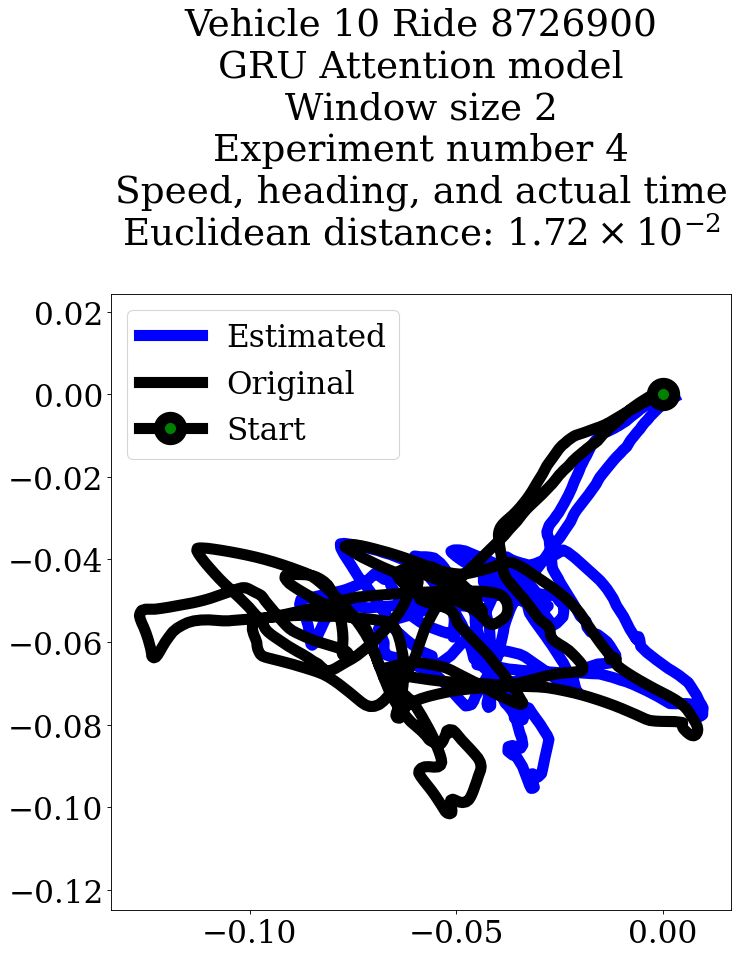 Vehicle 10 Ride 8726900
GRU Attention model
Window size 2
Experiment number 4
Speed, heading, and actual time
Euclidean distance: 1.72 × 10⁻²
0.02
0.00
−0.02
−0.04
−0.06
−0.08
−0.10
−0.12
Estimated
Original
Start
−0.10
−0.05
0.00